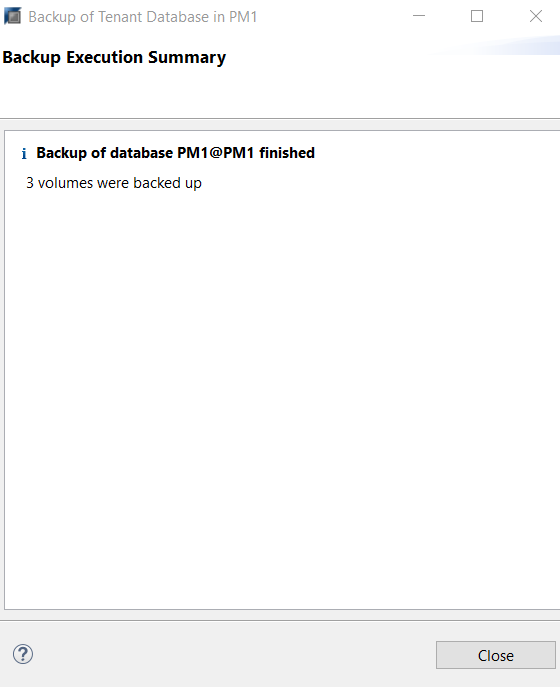 Backup of Tenant Database in PM1
Backup Execution Summary
i Backup of database PM1@PM1 finished
3 volumes were backed up
?
Close